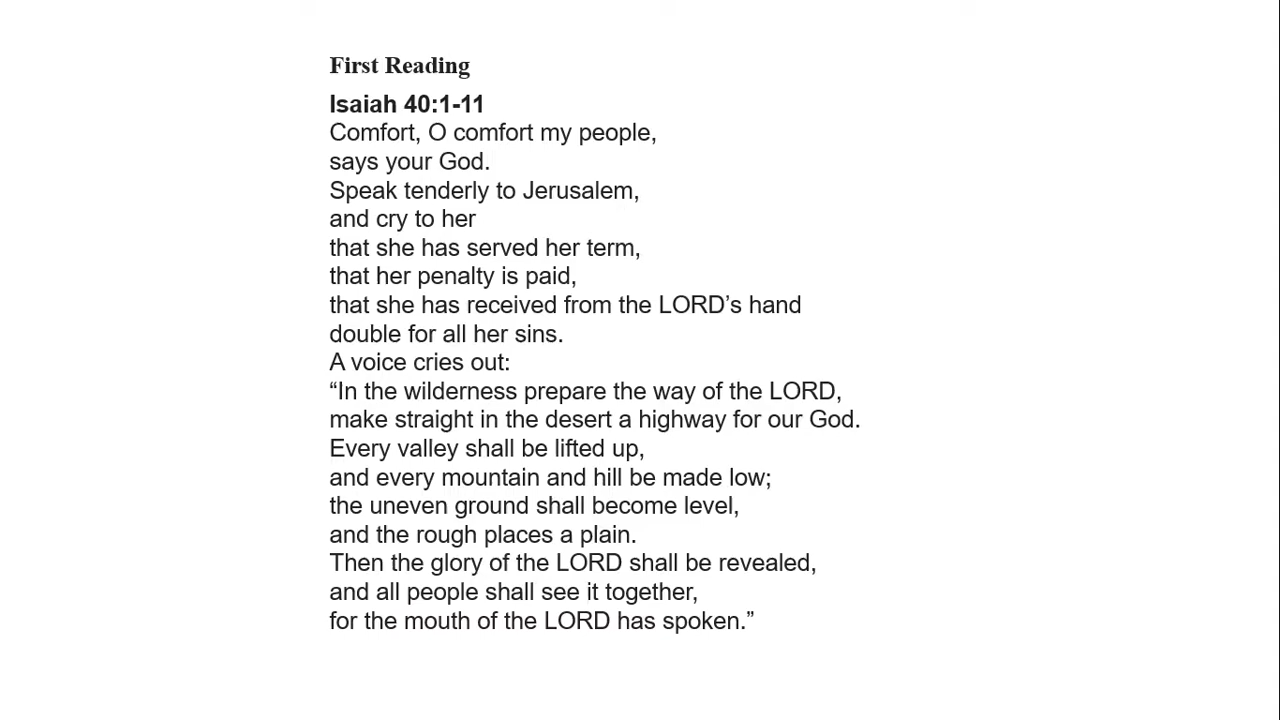 First Reading
Isaiah 40:1-11
Comfort, O comfort my people,
says your God.
Speak tenderly to Jerusalem,
and cry to her
that she has served her term,
that her penalty is paid,
that she has received from the LORD’s hand
double for all her sins.
A voice cries out:
“In the wilderness prepare the way of the LORD,
make straight in the desert a highway for our God.
Every valley shall be lifted up,
and every mountain and hill be made low;
the uneven ground shall become level,
and the rough places a plain.
Then the glory of the LORD shall be revealed,
and all people shall see it together,
for the mouth of the LORD has spoken.”